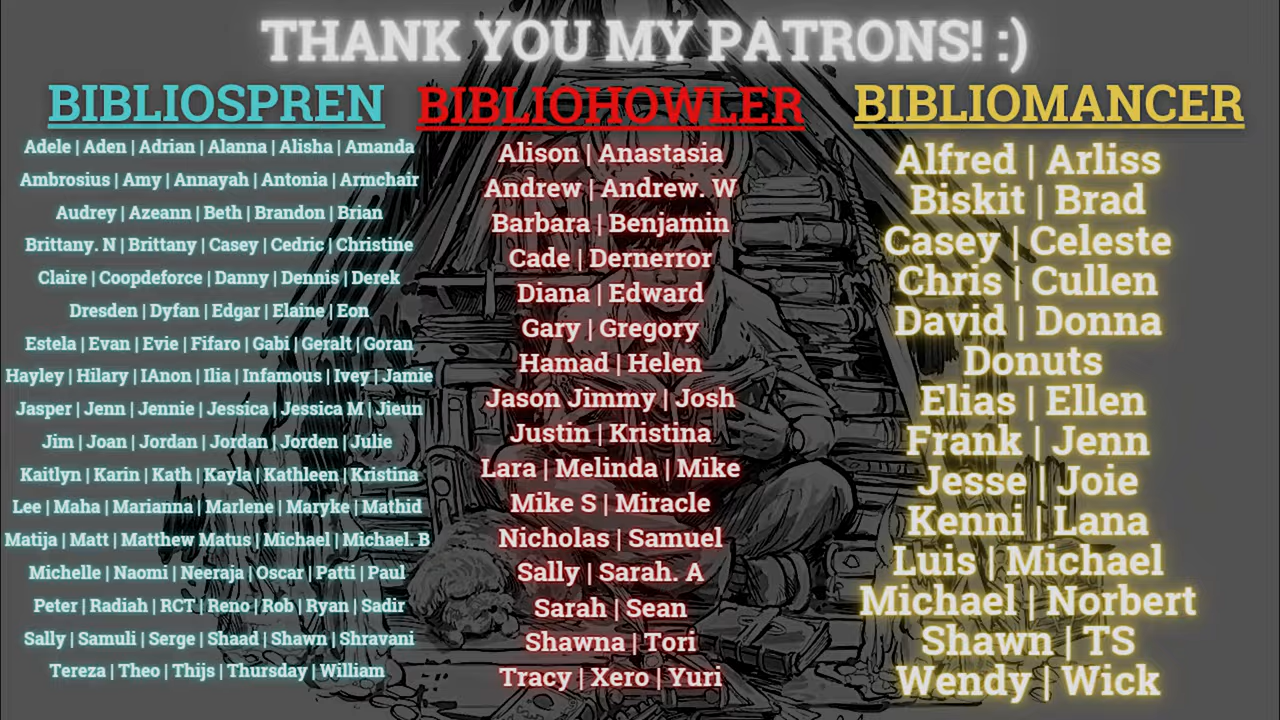 THANK YOU MY PATRONS! :)
BIBLIOSPREN
Adele | Aden | Adrian | Alanna | Alisha | Amanda
Ambrosius | Amy | Annayah | Antonia | Armchair
Audrey | Azeann | Beth | Brandon | Brian
Brittany. N | Brittany | Casey | Cedric | Christine
Claire | Coopdeforce | Danny | Dennis | Derek
Dresden | Dyfan | Edgar | Elaine | Eon
Estela | Evan | Evie | Fifaro | Gabi | Geralt | Goran
Hayley | Hilary | IAnon | Ilia | Infamous | Ivey | Jamie
Jasper | Jenn | Jennie | Jessica | Jessica M | Jieun
Jim | Joan | Jordan | Jordan | Jorden | Julie
Kaitlyn | Karin | Kath | Kayla | Kathleen | Kristina
Lee | Maha | Marianna | Marlene | Maryke | Mathid
Matija | Matt | Matthew Matus | Michael | Michael. B
Michelle | Naomi | Neeraja | Oscar | Patti | Paul
Peter | Radiah | RCT | Reno | Rob | Ryan | Sadir
Sally | Samuli | Serge | Shaad | Shawn | Shravani
Tereza | Theo | Thijs | Thursday | William
BIBLIOHOWLER
Alison | Anastasia
Andrew | Andrew. W
Barbara | Benjamin
Cade | Dernerror
Diana | Edward
Gary | Gregory
Hamad | Helen
Jason Jimmy | Josh
Justin | Kristina
Lara | Melinda | Mike
Mike S | Miracle
Nicholas | Samuel
Sally | Sarah. A
Sarah | Sean
Shawna | Tori
Tracy | Xero | Yuri
BIBLIOMANCER
Alfred | Arliss
Biskit | Brad
Casey | Celeste
Chris | Cullen
David | Donna
Donuts
Elias | Ellen
Frank | Jenn
Jesse | Joie
Kenni | Lana
Luis | Michael
Michael | Norbert
Shawn | TS
Wendy | Wick